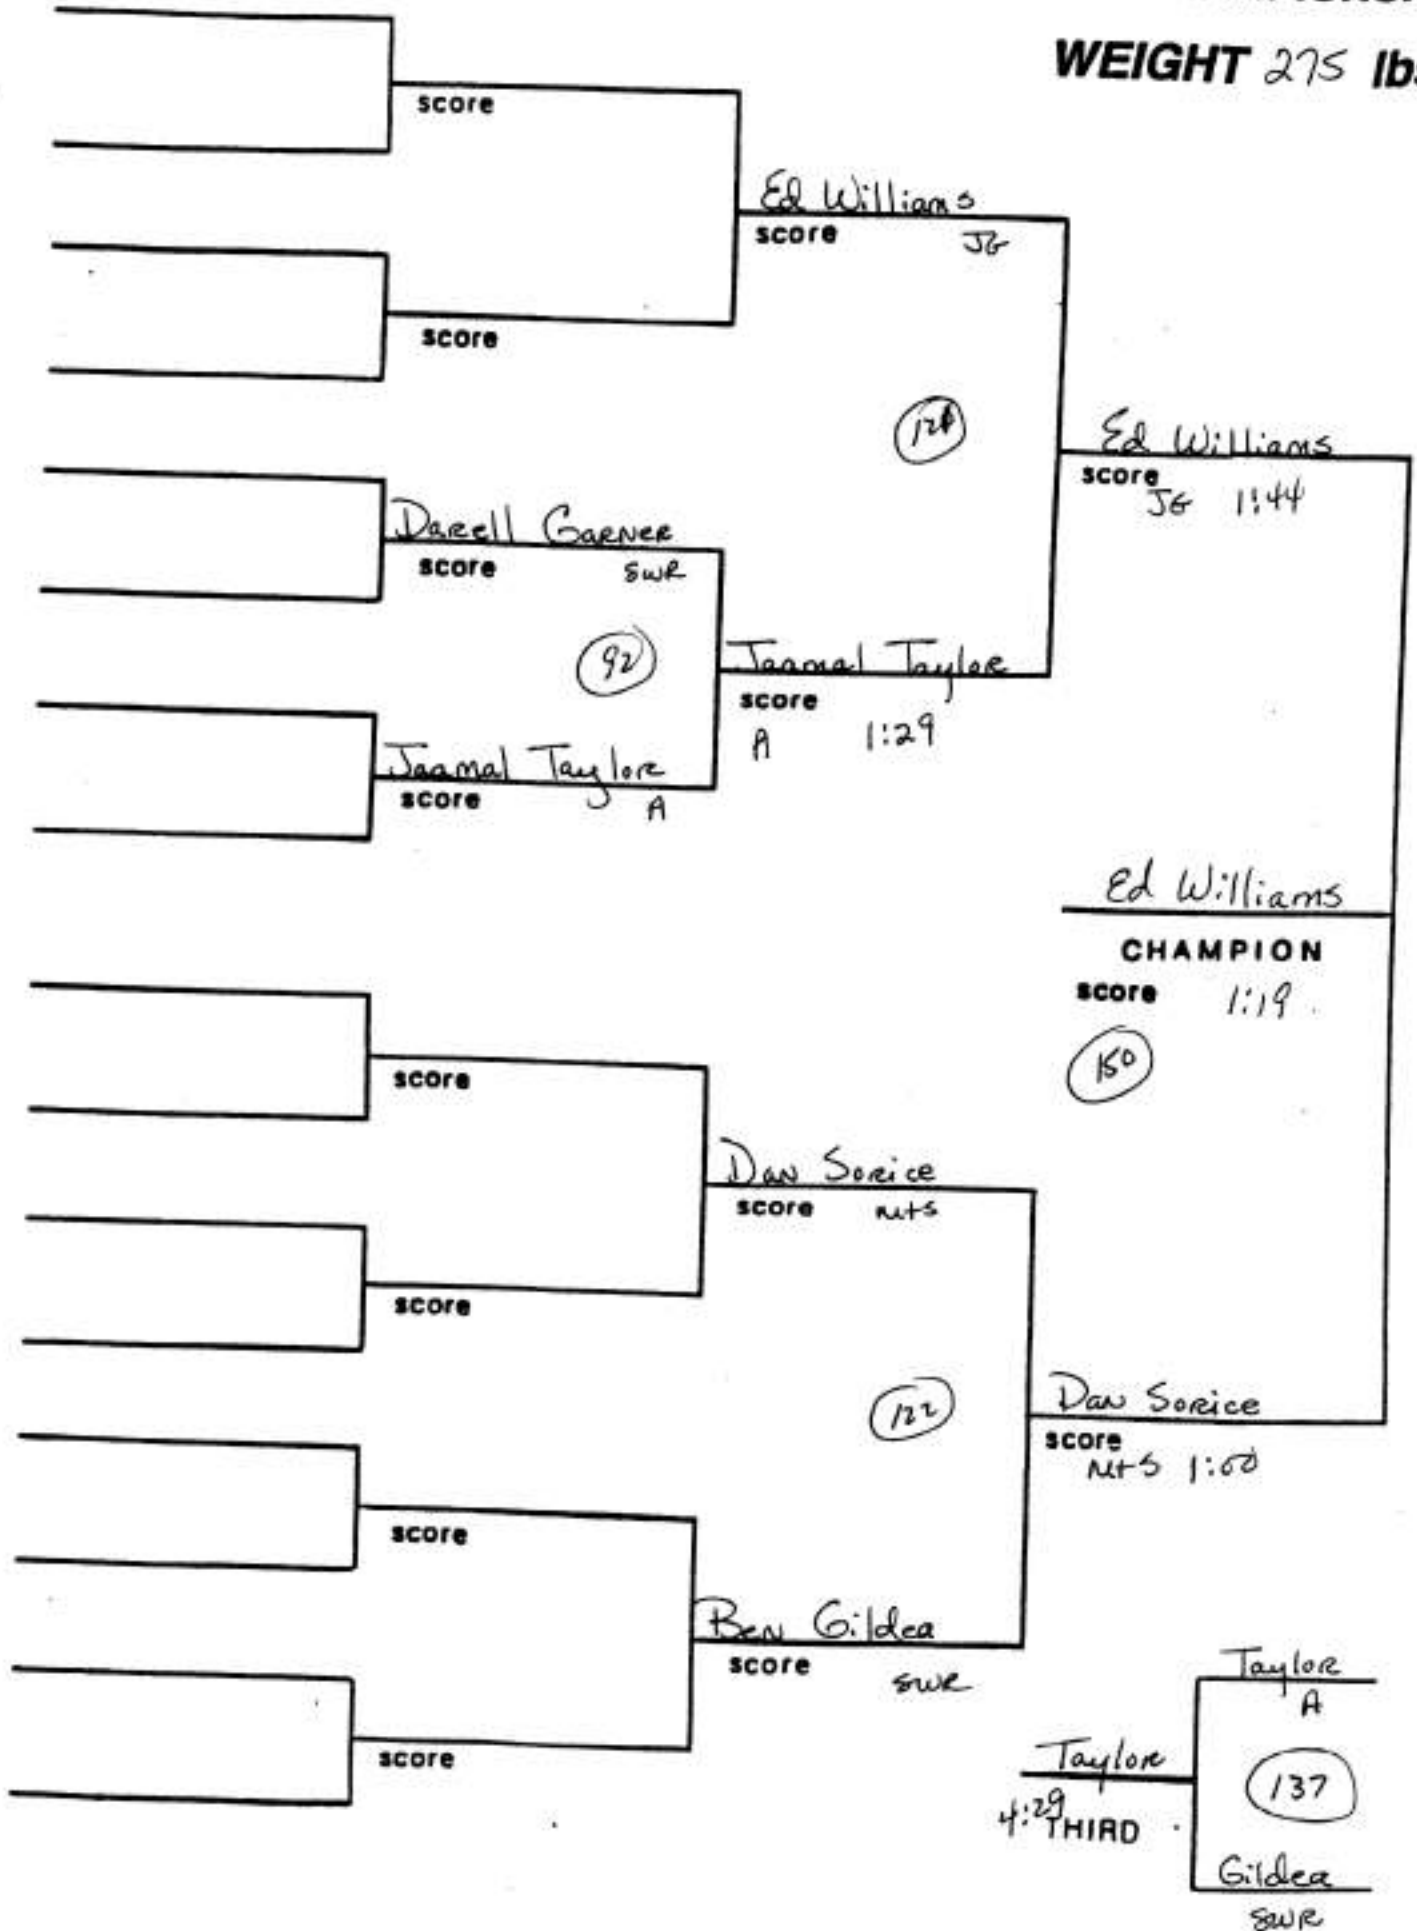 WEIGHT 275 lbs
score
Ed Williams
score JG
score
Ed Williams
score
JG 1:44
Darell Garner
score SWR
92
Jaamal Taylor
score
A 1:29
Jaamal Taylor
score A
Ed Williams
CHAMPION
score 1:19
150
score
Dan Sorice
score MtS
score
122
Dan Sorice
score
MtS 1:00
score
Ben Gildea
score SWR
Taylor
A
score
Taylor
137
4:29 THIRD
Gildea
SWR